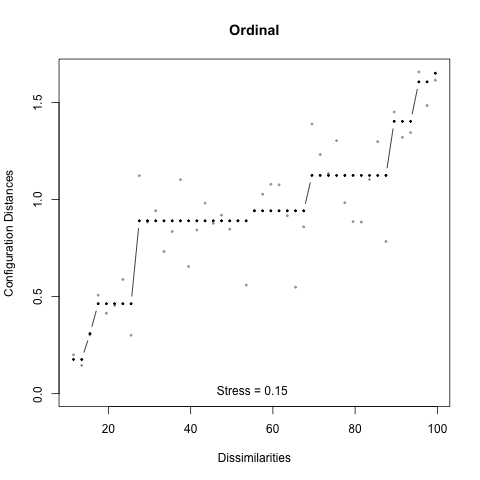 Ordinal
Configuration Distances
1.5
1.0
0.5
0.0
Stress = 0.15
20 40 60 80 100
Dissimilarities